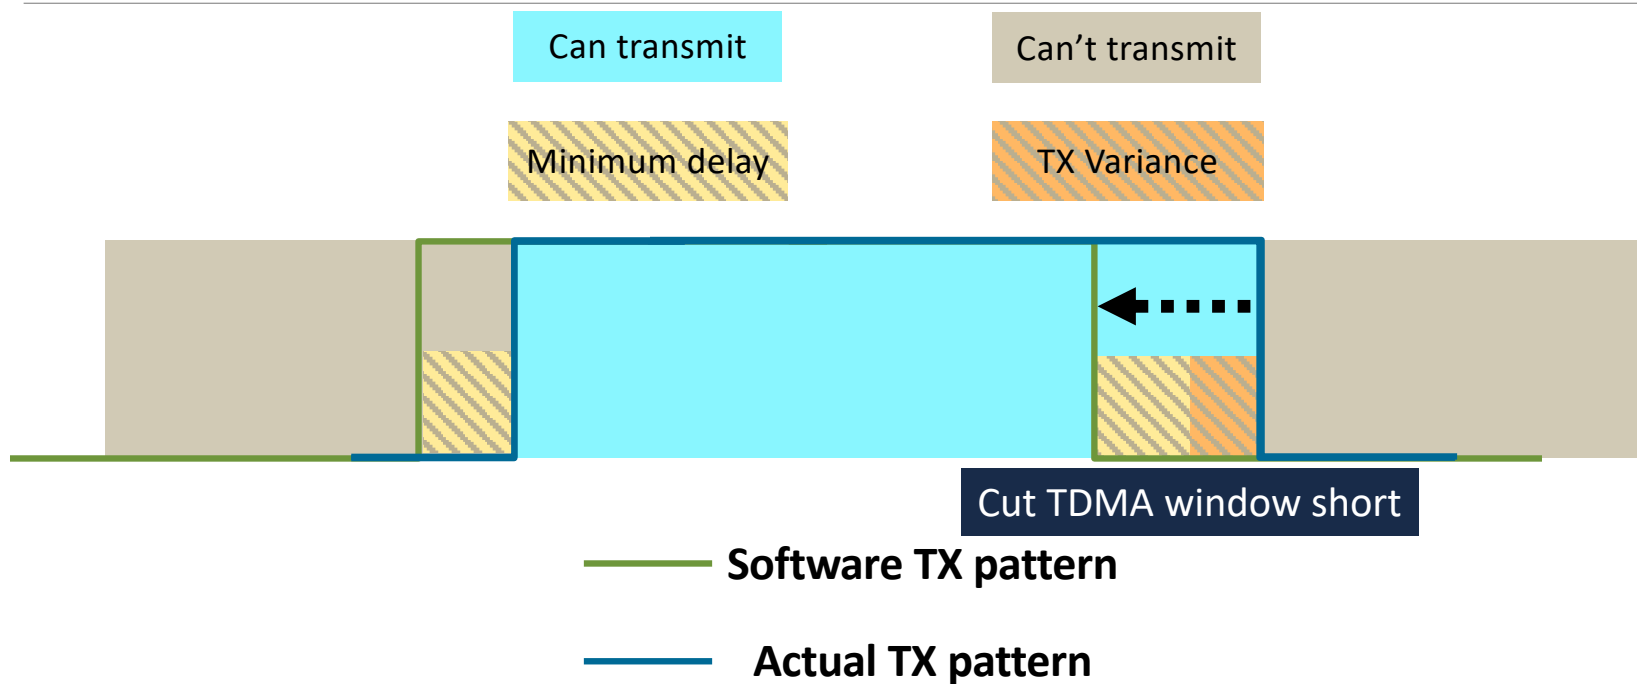 Can transmit
Can’t transmit
Minimum delay
TX Variance
Cut TDMA window short
Software TX pattern
Actual TX pattern